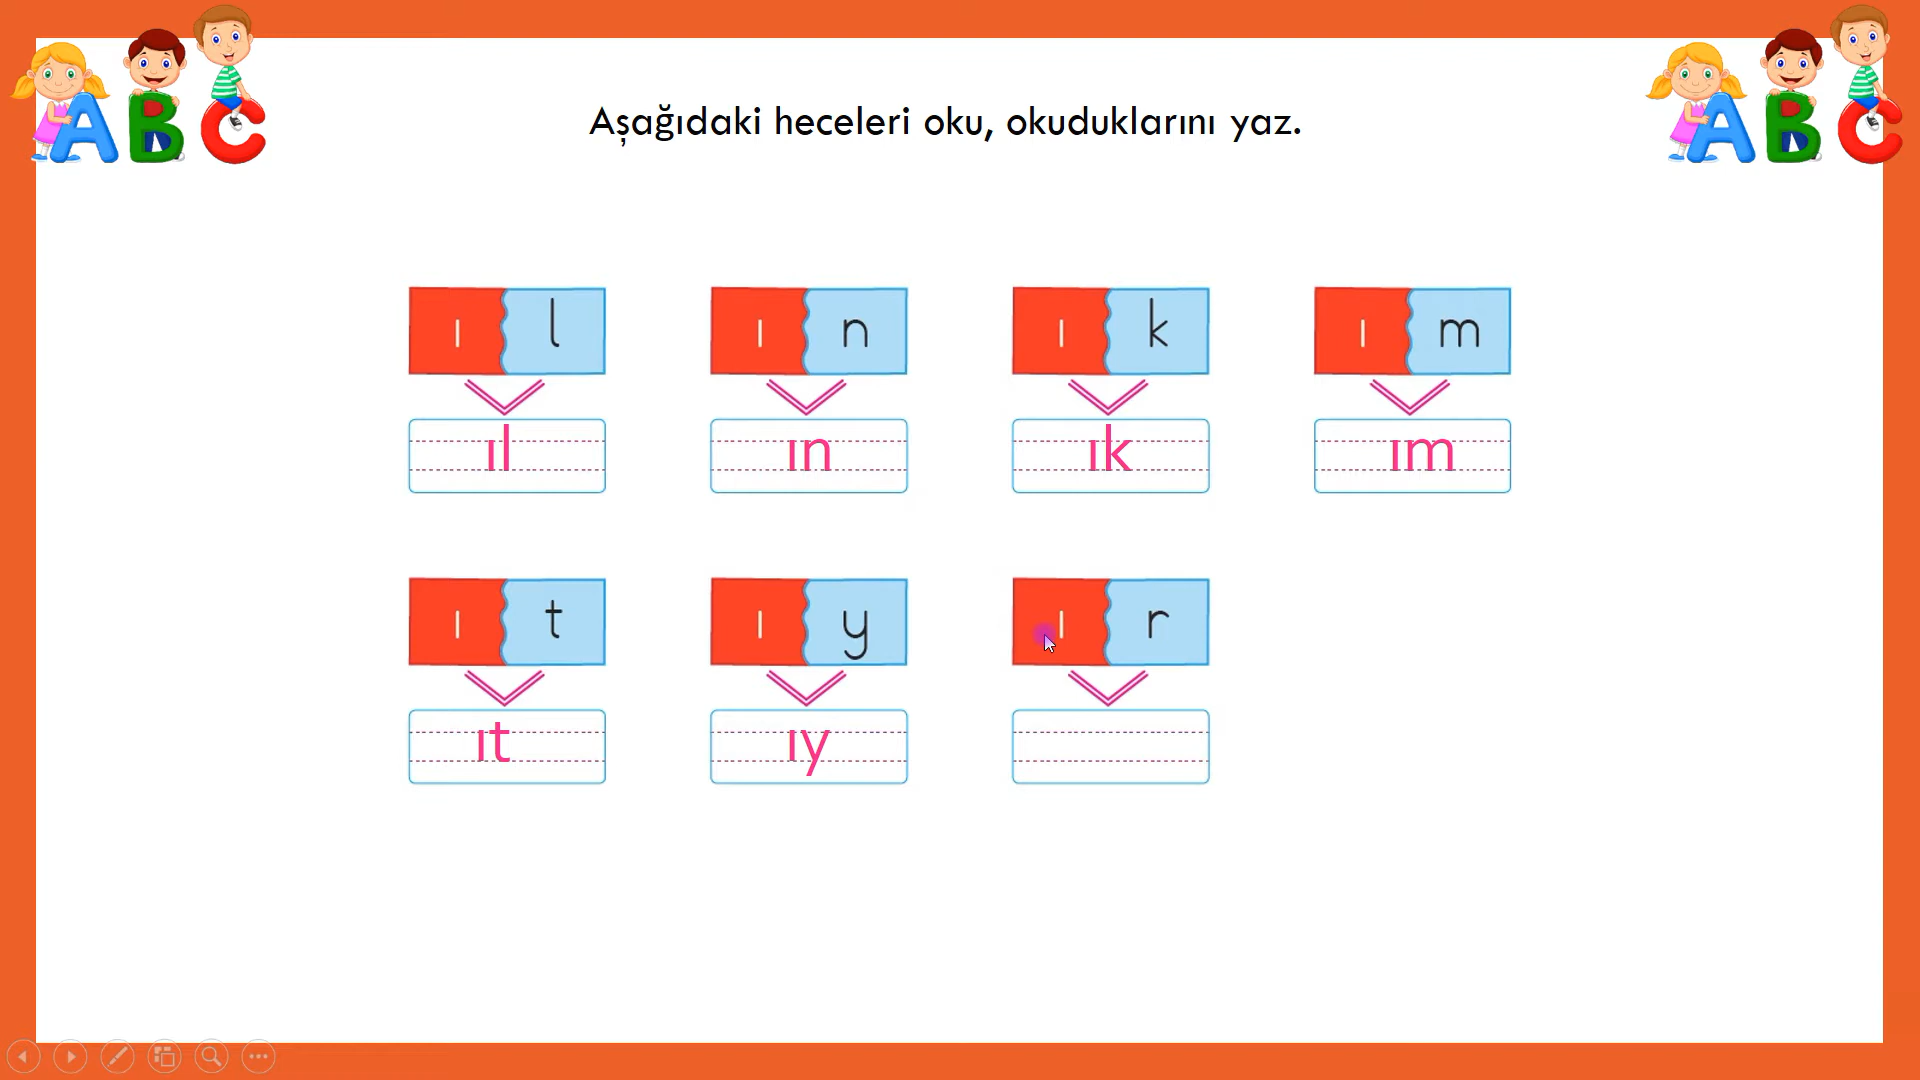 A B C
A B C
Aşağıdaki heceleri oku, okuduklarını yaz.
ı l
ı n
ı k
ı m
ıl
ın
ık
ım
ı t
ı y
ı r
ıt
ıy